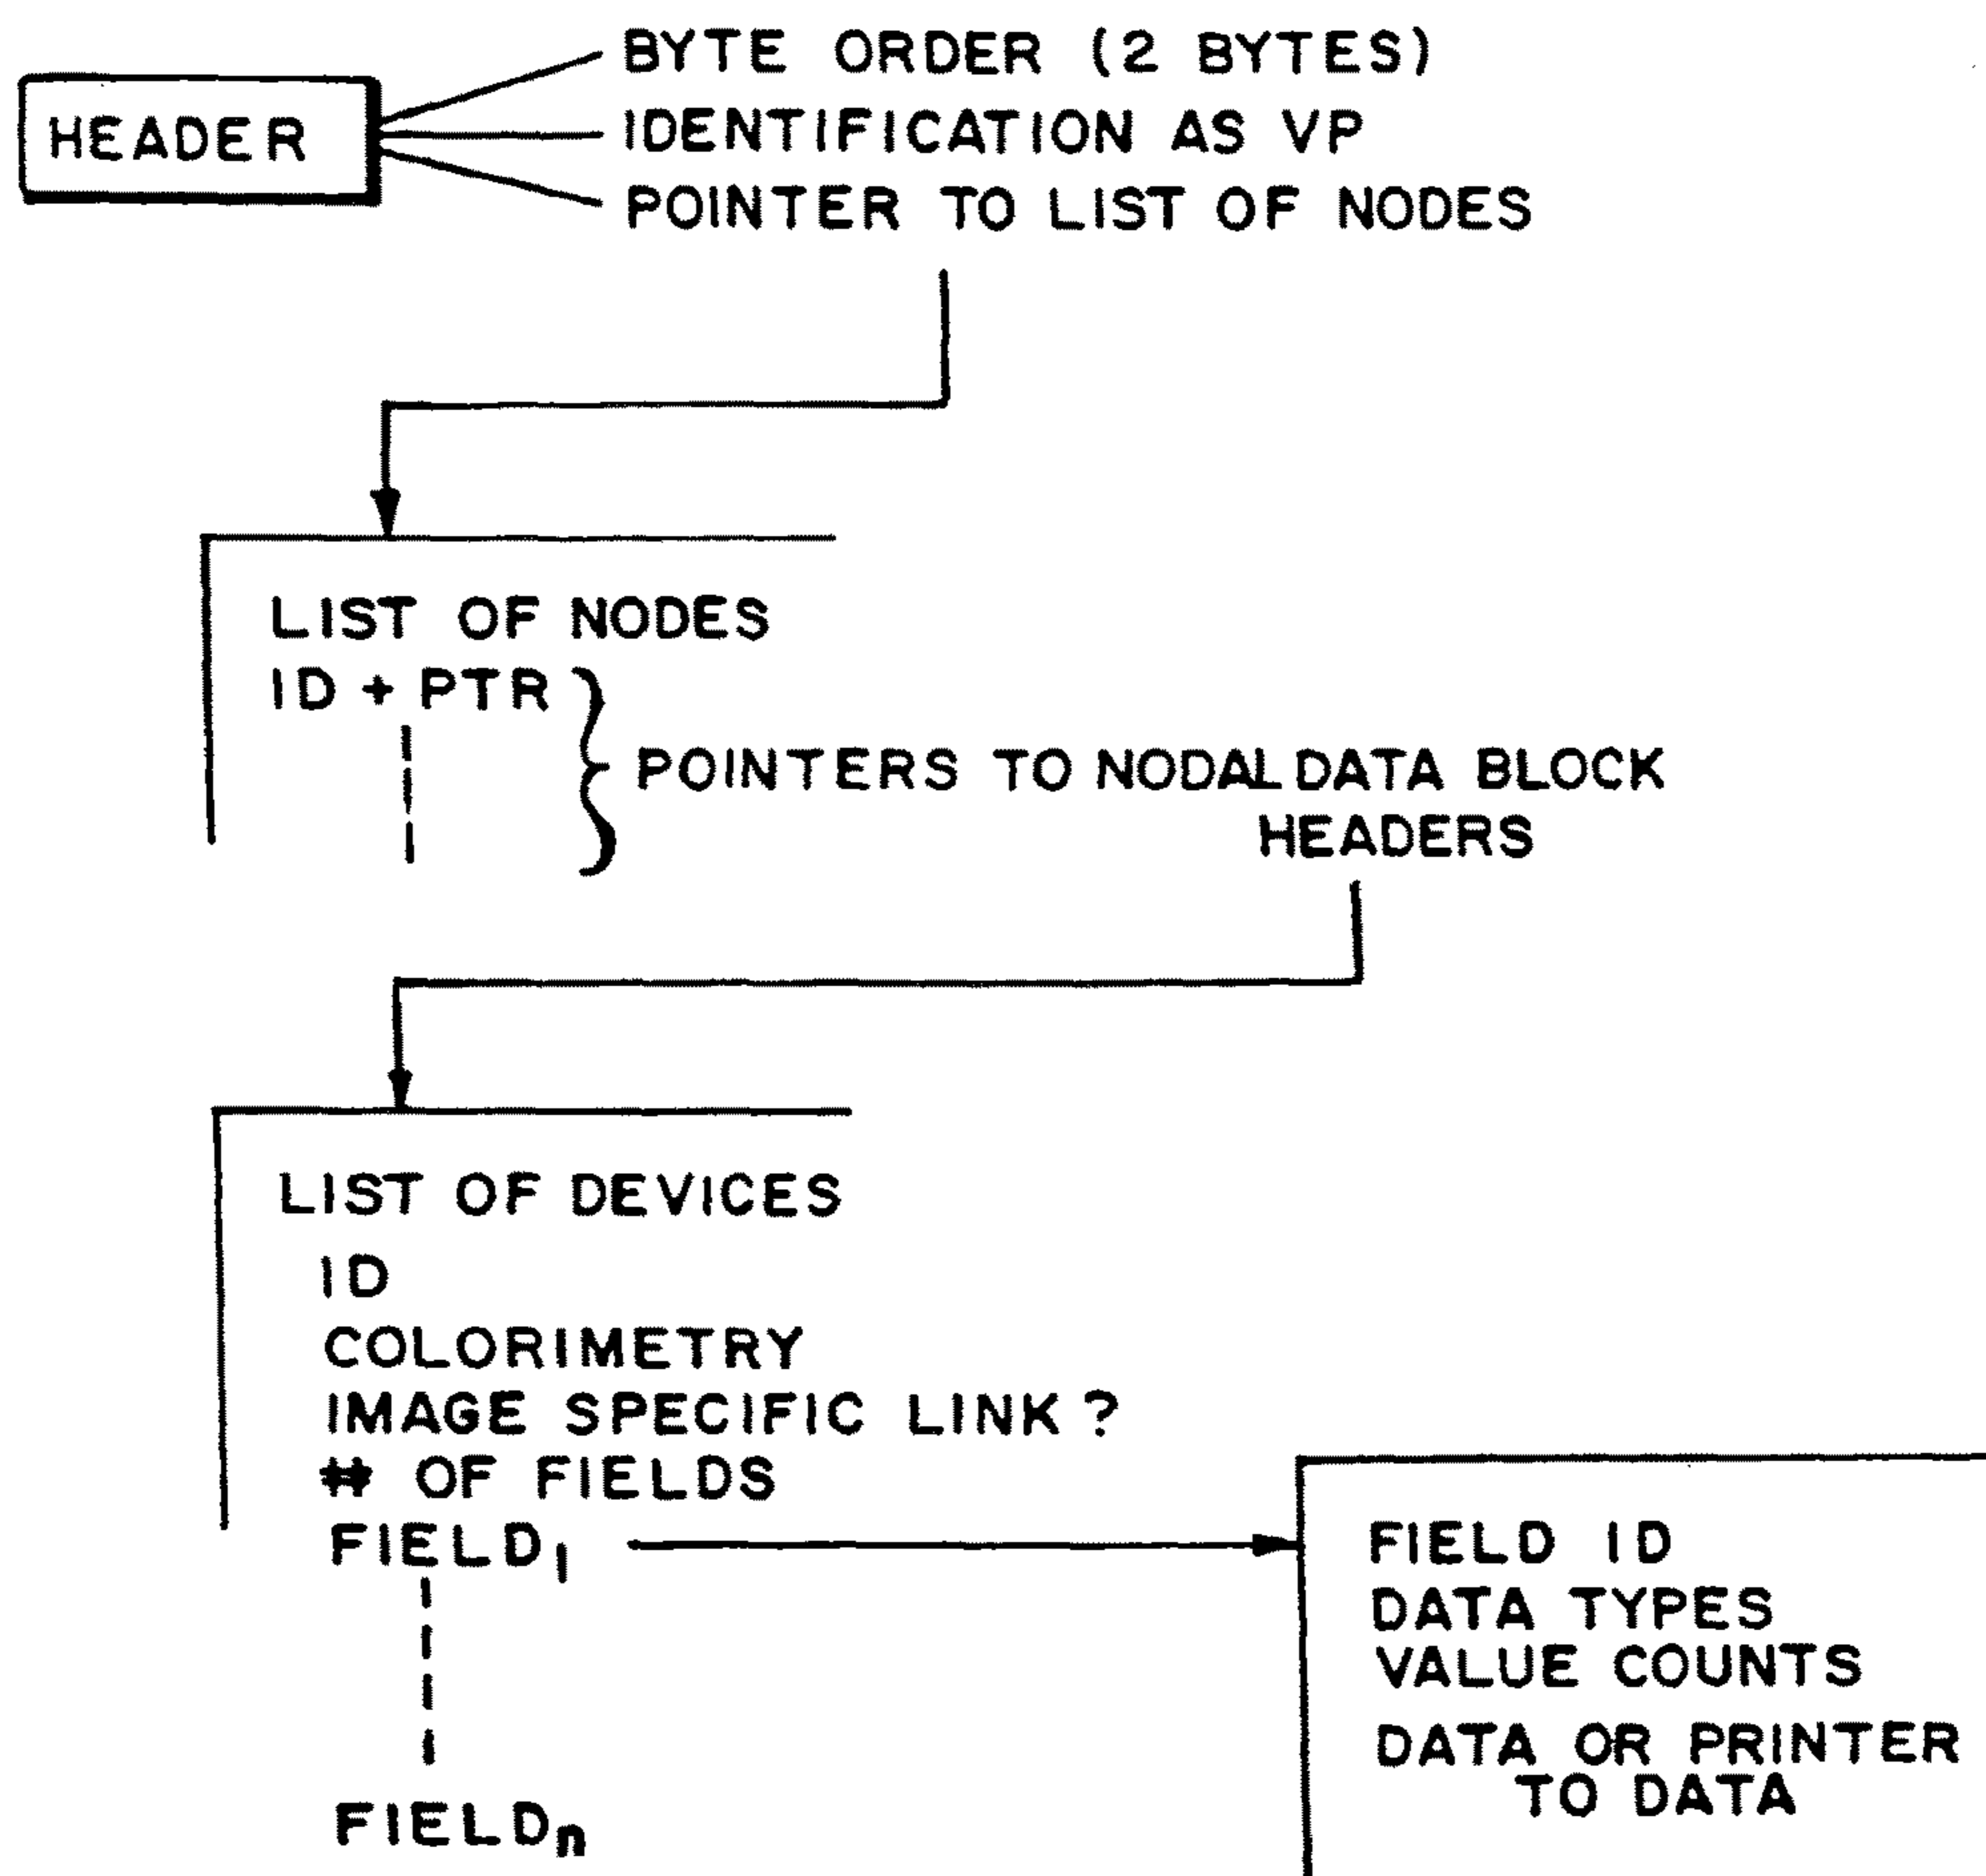 HEADER
BYTE ORDER (2 BYTES)
IDENTIFICATION AS VP
POINTER TO LIST OF NODES
LIST OF NODES
ID + PTR
POINTERS TO NODAL DATA BLOCK
HEADERS
LIST OF DEVICES
ID
COLORIMETRY
IMAGE SPECIFIC LINK ?
# OF FIELDS
FIELD1
FIELDn
FIELD ID
DATA TYPES
VALUE COUNTS
DATA OR PRINTER
TO DATA